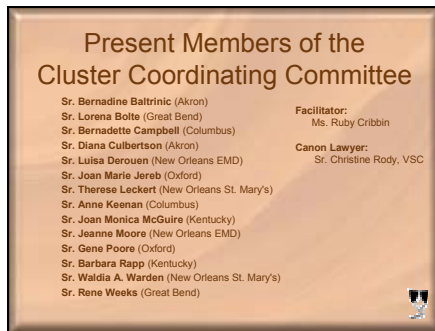 Present Members of the
Cluster Coordinating Committee
Sr. Bernadine Baltrinic (Akron)
Sr. Lorena Bolte (Great Bend)
Sr. Bernadette Campbell (Columbus)
Sr. Diana Culbertson (Akron)
Sr. Luisa Derouen (New Orleans EMD)
Sr. Joan Marie Jereb (Oxford)
Sr. Therese Leckert (New Orleans St. Mary's)
Sr. Anne Keenan (Columbus)
Sr. Joan Monica McGuire (Kentucky)
Sr. Jeanne Moore (New Orleans EMD)
Sr. Gene Poore (Oxford)
Sr. Barbara Rapp (Kentucky)
Sr. Waldia A. Warden (New Orleans St. Mary's)
Sr. Rene Weeks (Great Bend)
Facilitator:
Ms. Ruby Cribbin
Canon Lawyer:
Sr. Christine Rody, VSC